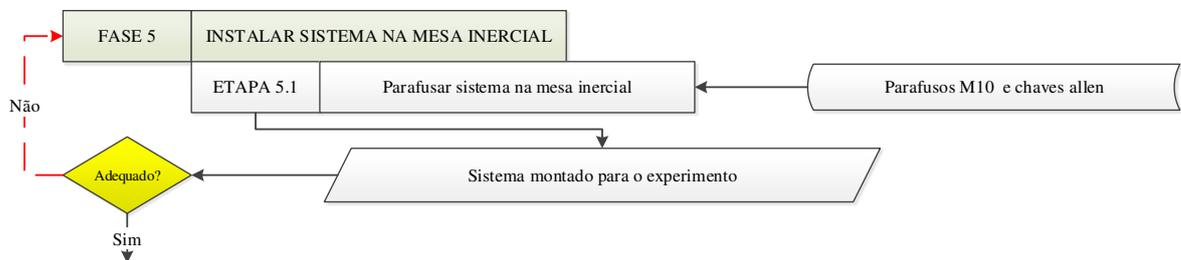 FASE 5 INSTALAR SISTEMA NA MESA INERCIAL
ETAPA 5.1 Parafusar sistema na mesa inercial Parafusos M10 e chaves allen
Não
Adequado? Sistema montado para o experimento
Sim